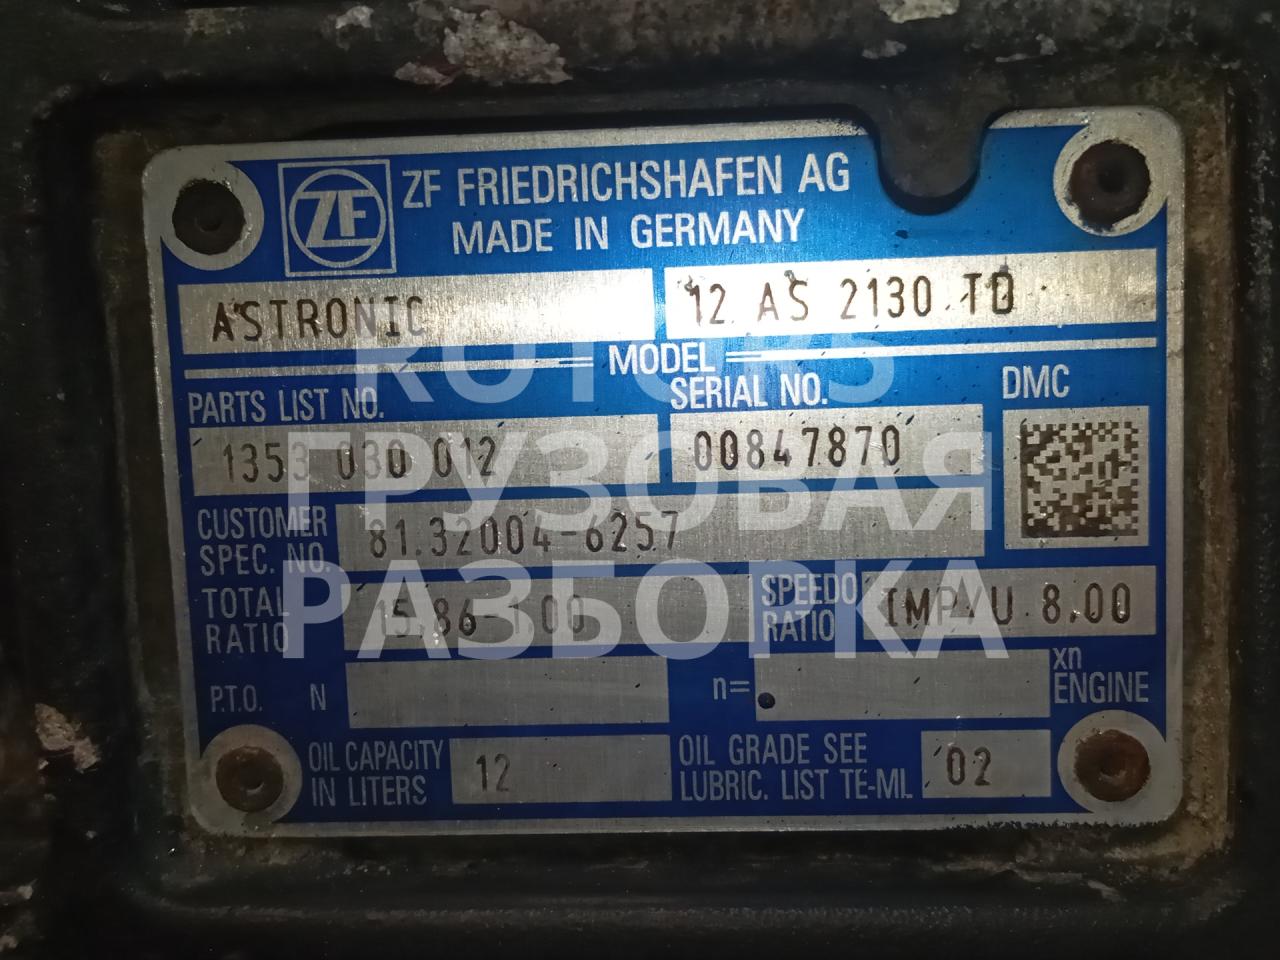 ZF
ZF FRIEDRICHSHAFEN AG
MADE IN GERMANY
ASTRONIC
12 AS 2130 TD
MODEL
PARTS LIST NO.
SERIAL NO.
DMC
1353 030 012
00847870
CUSTOMER
SPEC. NO.
81.32004-6257
TOTAL
RATIO
15.86-1.00
SPEEDO
RATIO
IMP/U 8.00
P.T.O. N
n=
xn
ENGINE
OIL CAPACITY
IN LITERS
12
OIL GRADE SEE
LUBRIC. LIST TE-ML
02
ROTORS
ГРУЗОВАЯ
РАЗБОРКА